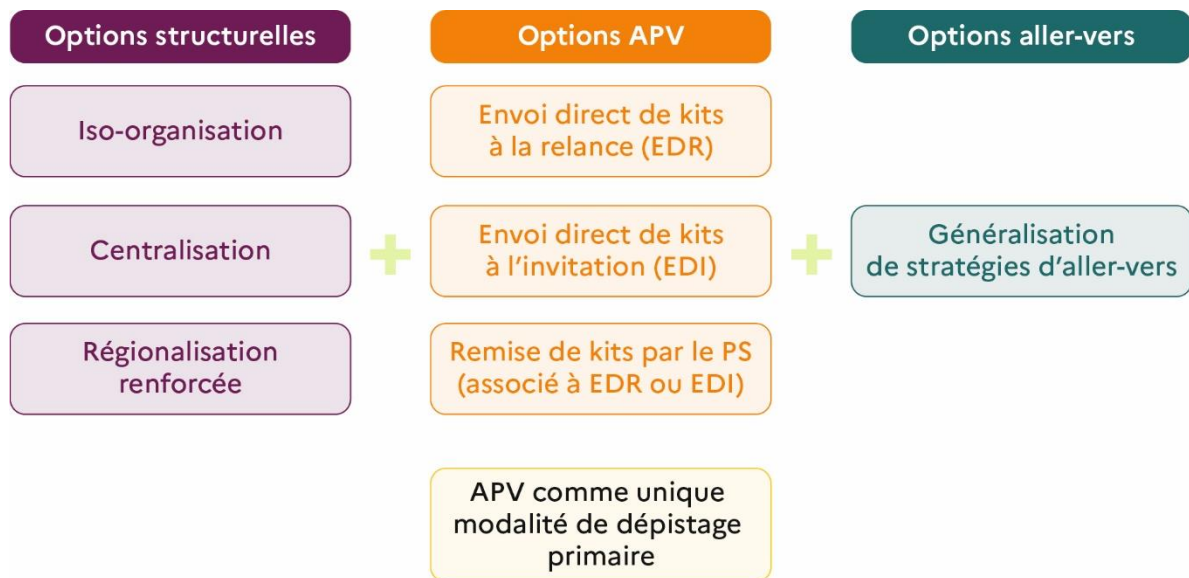 Options structurelles
Iso-organisation
Centralisation
Régionalisation
renforcée
+
Options APV
Envoi direct de kits
à la relance (EDR)
Envoi direct de kits
à l’invitation (EDI)
Remise de kits par le PS
(associé à EDR ou EDI)
APV comme unique
modalité de dépistage
primaire
+
Options aller-vers
Généralisation
de stratégies d’aller-vers